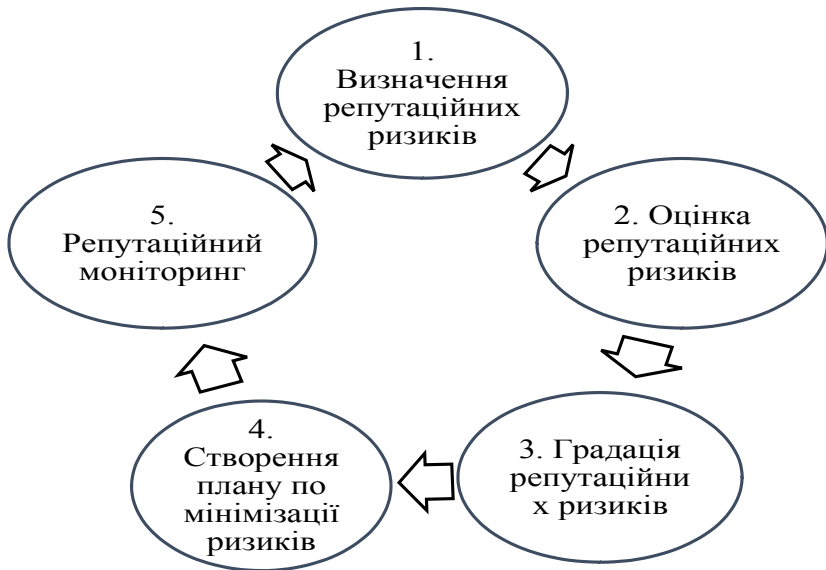 1.
Визначення
репутаційних
ризиків
2. Оцінка
репутаційних
ризиків
3. Градація
репутаційни
х ризиків
4.
Створення
плану по
мінімізації
ризиків
5.
Репутаційний
моніторинг